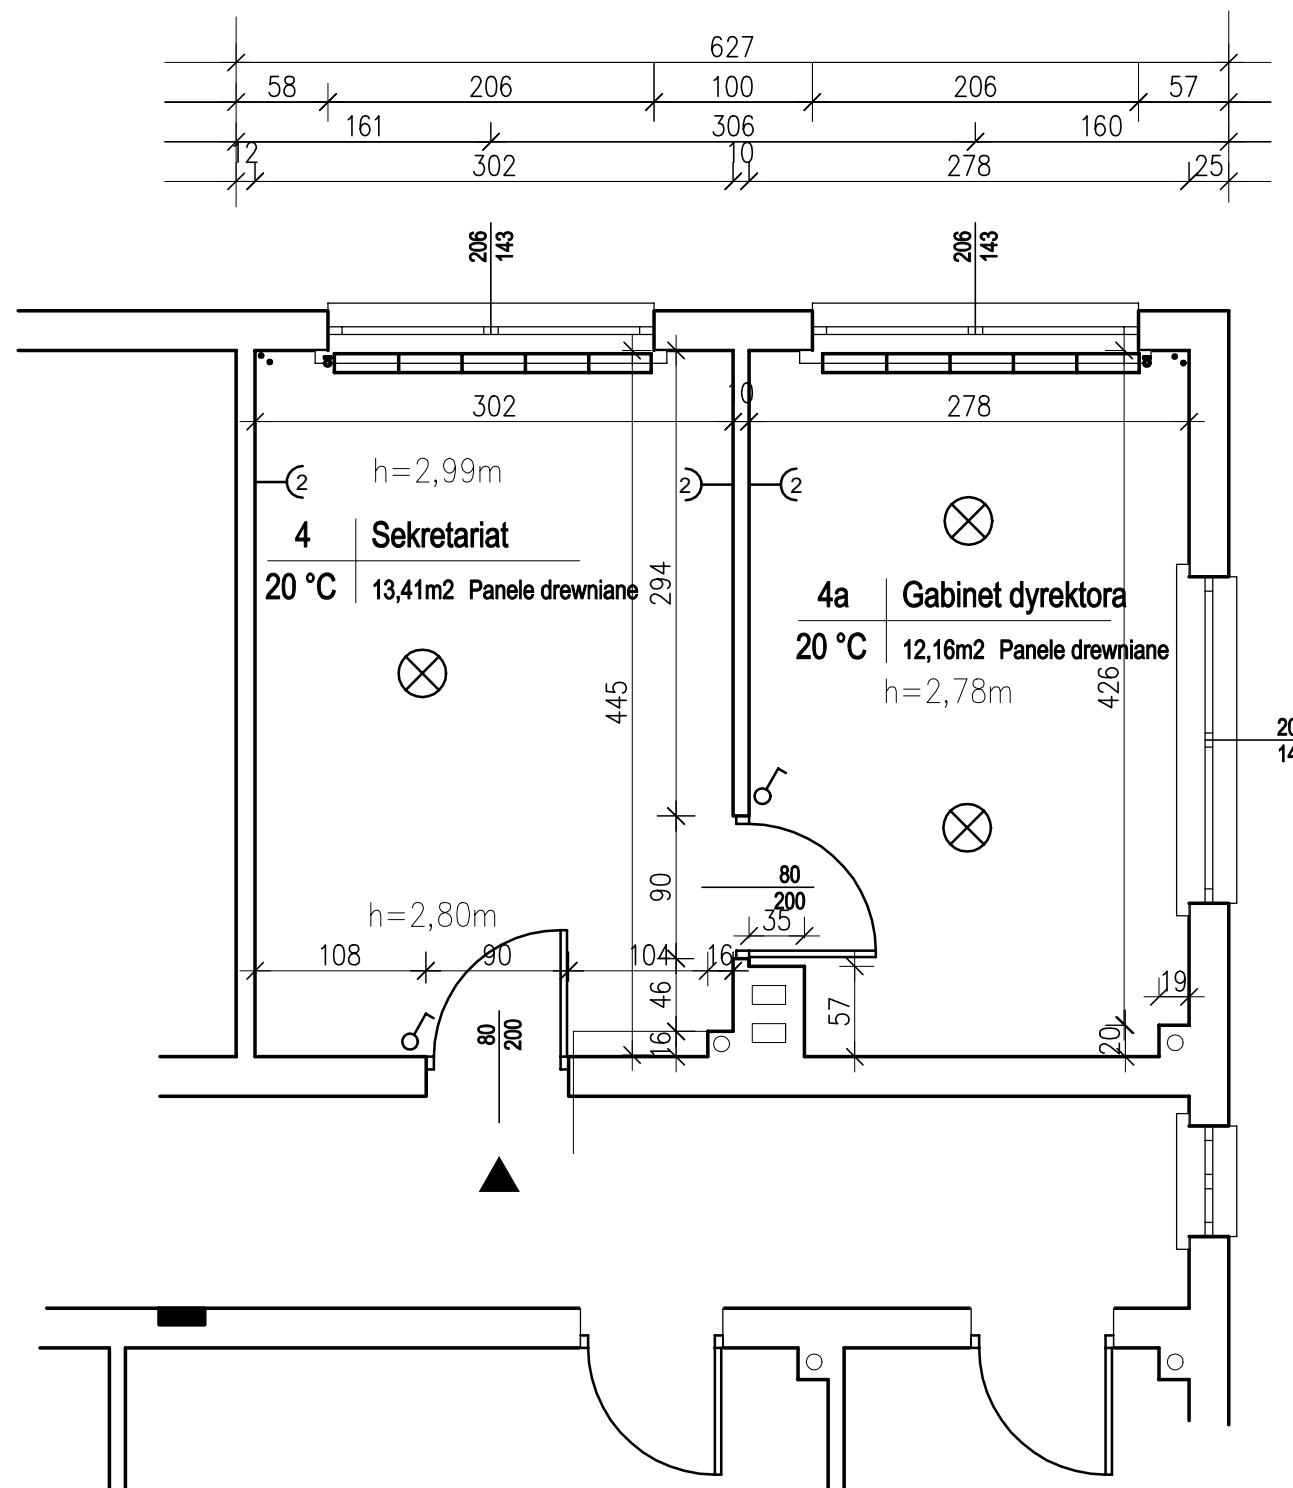 627
58 206 100 206 57
161 306 160
12 302 10 278 25
206
143
206
143
302 10 278
h=2,99m
2 2 2
4 Sekretariat
20 °C 13,41m2 Panele drewniane
294
4a Gabinet dyrektora
20 °C 12,16m2 Panele drewniane
h=2,78m
445
426
80
200
90
35
h=2,80m
108 90 104 16
46
57
19
80
200
16
20